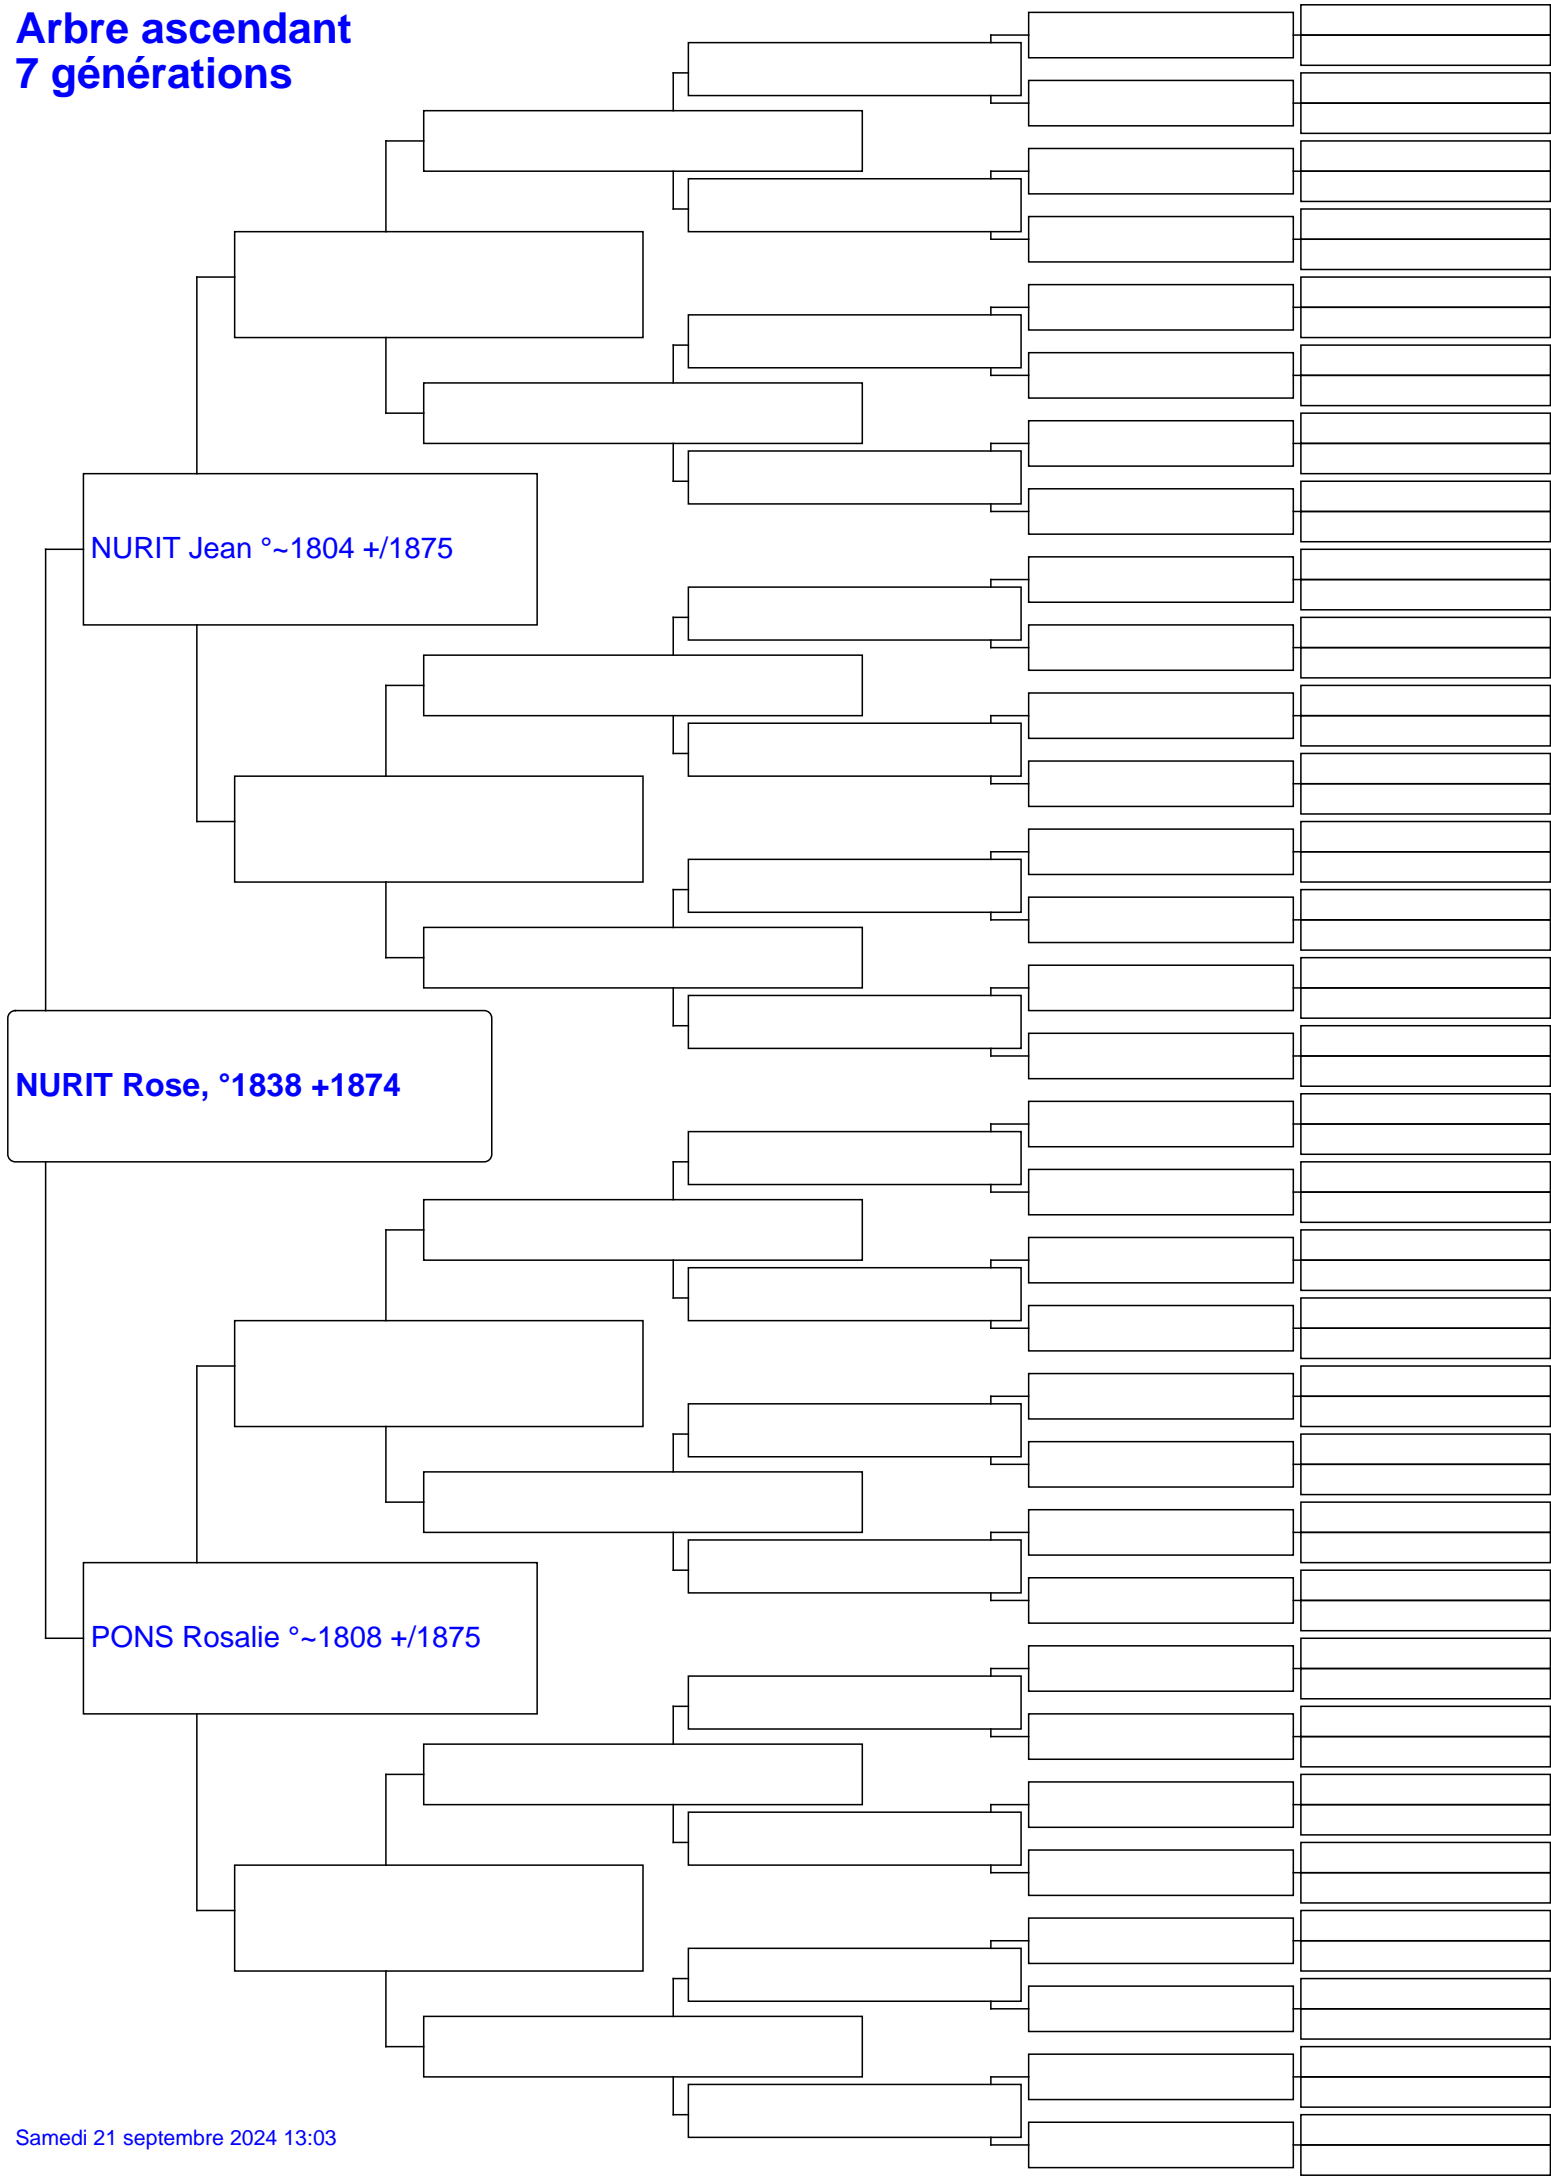 Arbre ascendant
7 générations
NURIT Jean °~1804 +/1875
NURIT Rose, °1838 +1874
PONS Rosalie °~1808 +/1875
Samedi 21 septembre 2024 13:03